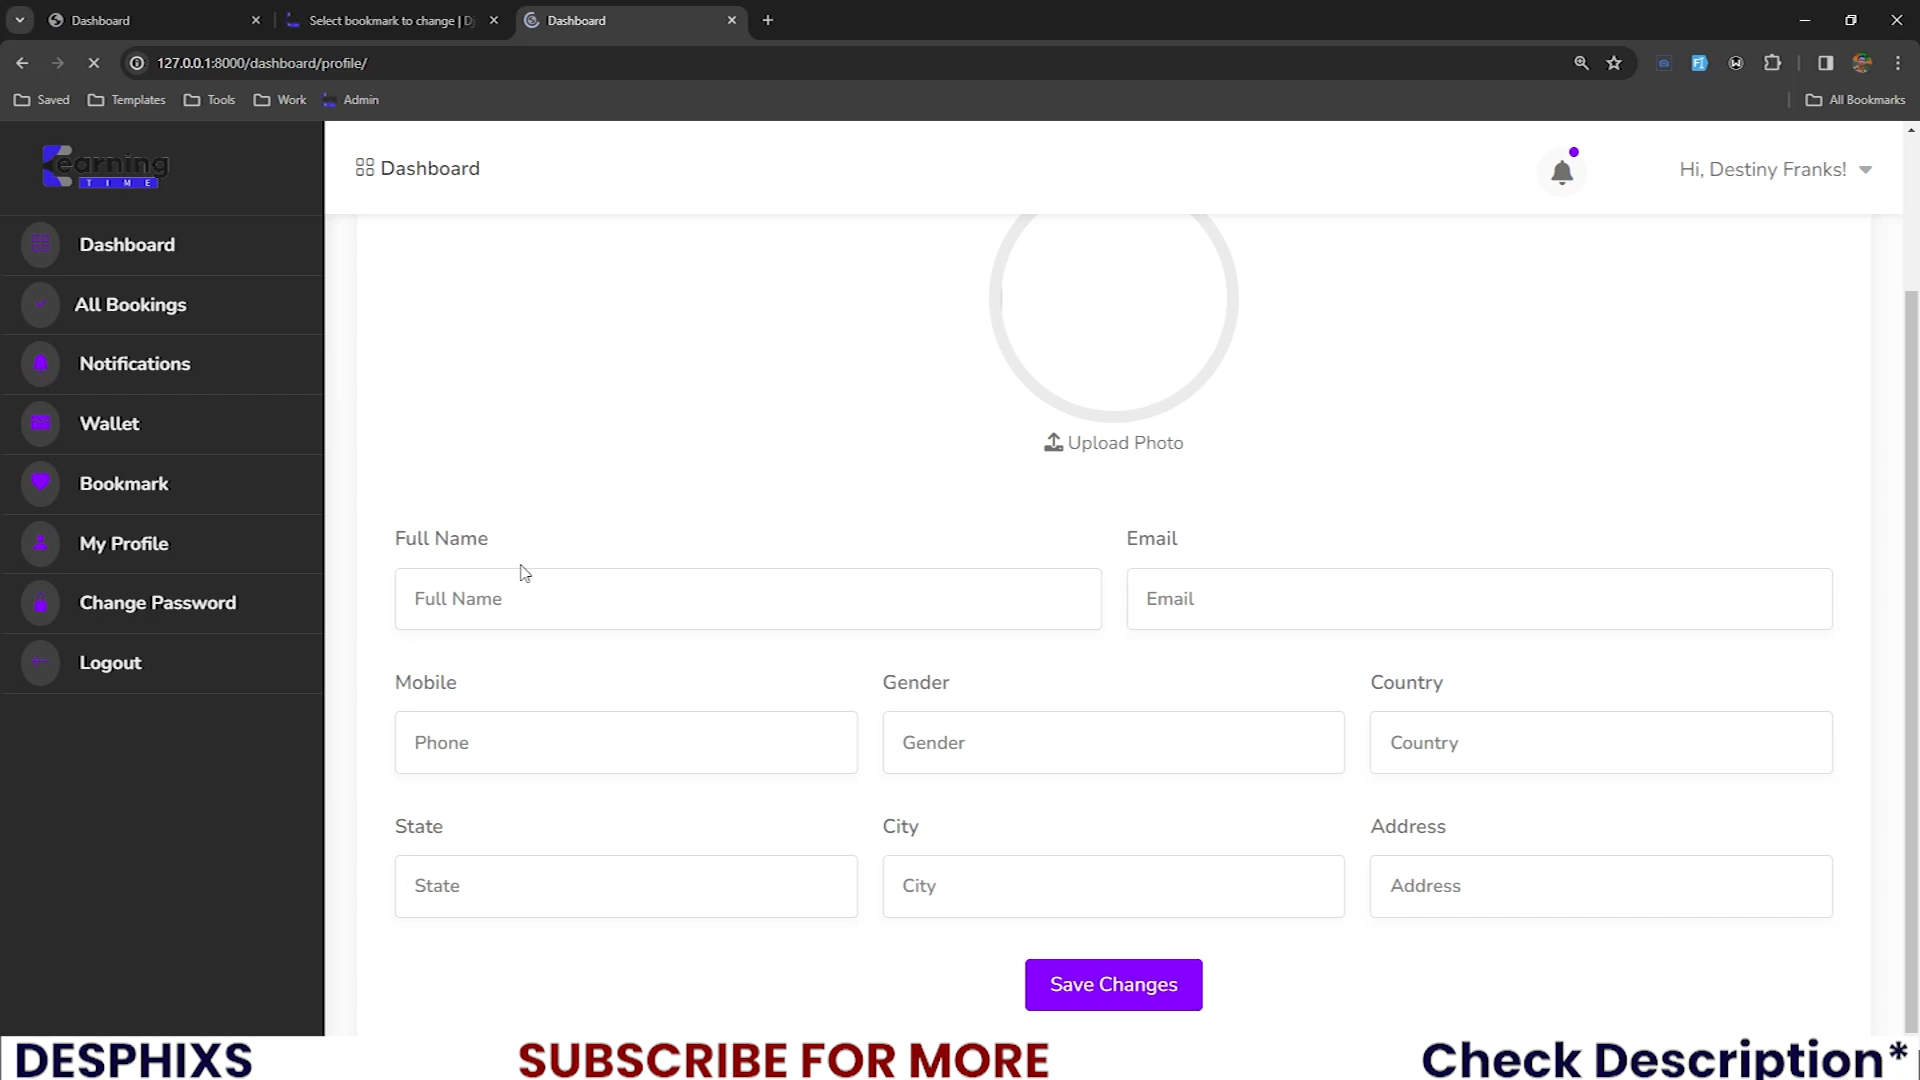 Dashboard
Select bookmark to change | Dj
Dashboard
127.0.0.1:8000/dashboard/profile/
Saved
Templates
Tools
Work
Admin
All Bookmarks
earning
TIME
Dashboard
Hi, Destiny Franks!
Dashboard
All Bookings
Notifications
Wallet
Bookmark
My Profile
Change Password
Logout
Upload Photo
Full Name
Email
Full Name
Email
Mobile
Gender
Country
Phone
Gender
Country
State
City
Address
State
City
Address
Save Changes
DESPHIXS
SUBSCRIBE FOR MORE
Check Description*